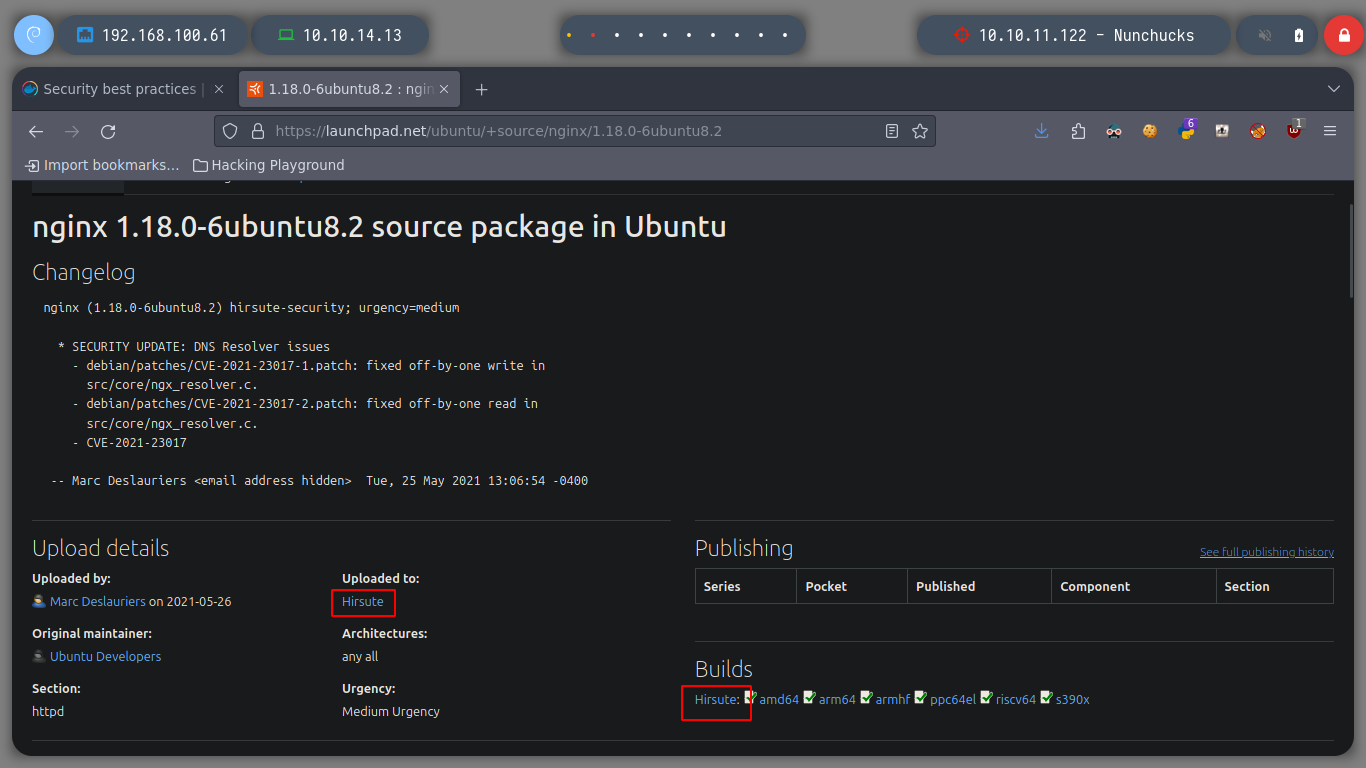 192.168.100.61
10.10.14.13
10.10.11.122 - Nunchucks
Security best practices |
1.18.0-6ubuntu8.2 : ngin
https://launchpad.net/ubuntu/+source/nginx/1.18.0-6ubuntu8.2
6
1
Import bookmarks...
Hacking Playground
nginx 1.18.0-6ubuntu8.2 source package in Ubuntu
Changelog
nginx (1.18.0-6ubuntu8.2) hirsute-security; urgency=medium
* SECURITY UPDATE: DNS Resolver issues
- debian/patches/CVE-2021-23017-1.patch: fixed off-by-one write in
src/core/ngx_resolver.c.
- debian/patches/CVE-2021-23017-2.patch: fixed off-by-one read in
src/core/ngx_resolver.c.
- CVE-2021-23017
-- Marc Deslauriers <email address hidden>  Tue, 25 May 2021 13:06:54 -0400
Upload details
Uploaded by:
Marc Deslauriers on 2021-05-26
Uploaded to:
Hirsute
Original maintainer:
Ubuntu Developers
Architectures:
any all
Section:
httpd
Urgency:
Medium Urgency
Publishing
See full publishing history
Series Pocket Published Component Section
Builds
Hirsute: amd64 arm64 armhf ppc64el riscv64 s390x